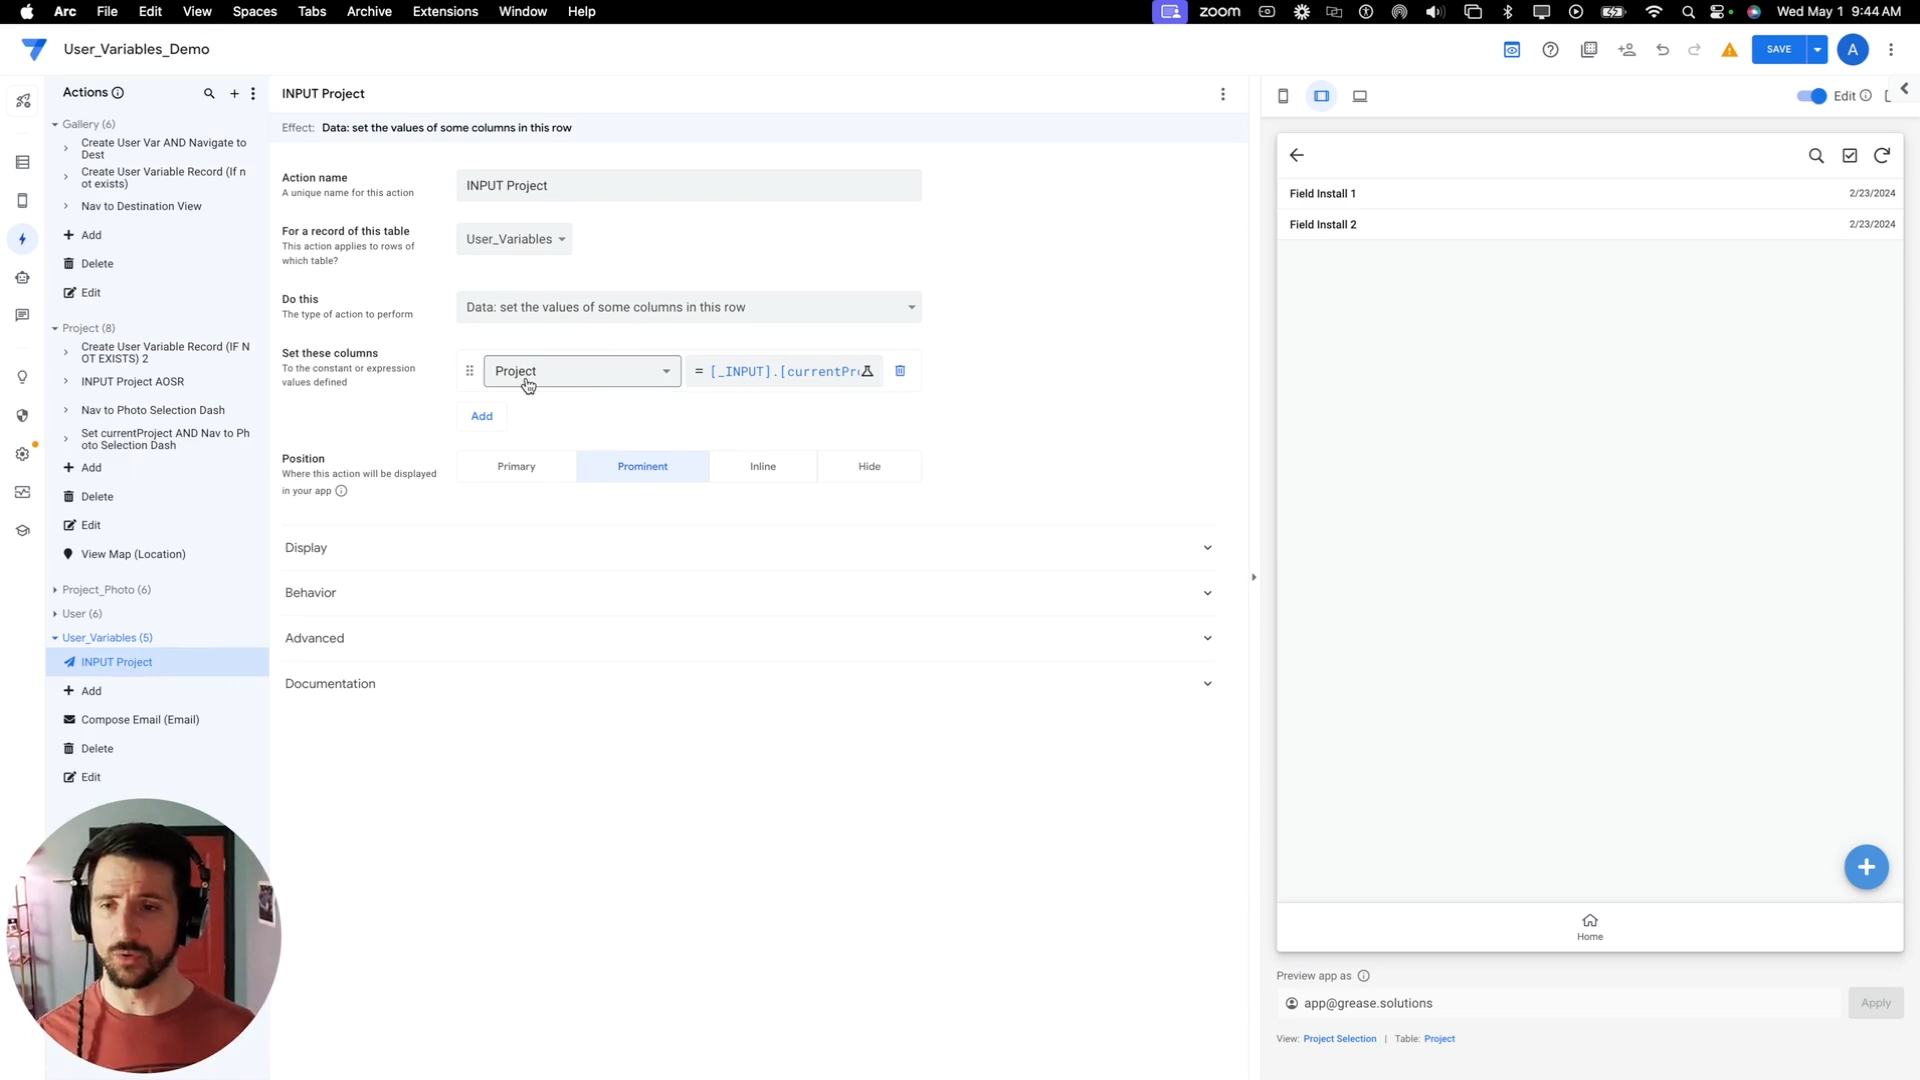 Arc File Edit View Spaces Tabs Archive Extensions Window Help
zoom
Wed May 1 9:44 AM
User_Variables_Demo
SAVE
A
Actions
Gallery (6)
Create User Var AND Navigate to
Dest
Create User Variable Record (If n
ot exists)
Nav to Destination View
Add
Delete
Edit
Project (8)
Create User Variable Record (IF N
OT EXISTS) 2
INPUT Project AOSR
Nav to Photo Selection Dash
Set currentProject AND Nav to Ph
oto Selection Dash
Add
Delete
Edit
View Map (Location)
Project_Photo (6)
User (6)
User_Variables (5)
INPUT Project
Add
Compose Email (Email)
Delete
Edit
INPUT Project
Effect: Data: set the values of some columns in this row
Action name
A unique name for this action
INPUT Project
For a record of this table
This action applies to rows of
which table?
User_Variables
Do this
The type of action to perform
Data: set the values of some columns in this row
Set these columns
To the constant or expression
values defined
Project
= [_INPUT].[currentPr
Add
Position
Where this action will be displayed
in your app
Primary Prominent Inline Hide
Display
Behavior
Advanced
Documentation
Edit
Field Install 1 2/23/2024
Field Install 2 2/23/2024
Home
Preview app as
app@grease.solutions
Apply
View: Project Selection | Table: Project